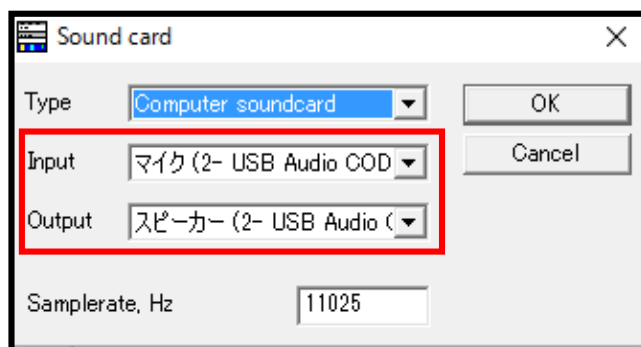 Sound card
Type Computer soundcard OK
Input マイク (2- USB Audio COD Cancel
Output スピーカー (2- USB Audio (
Samplerate, Hz 11025